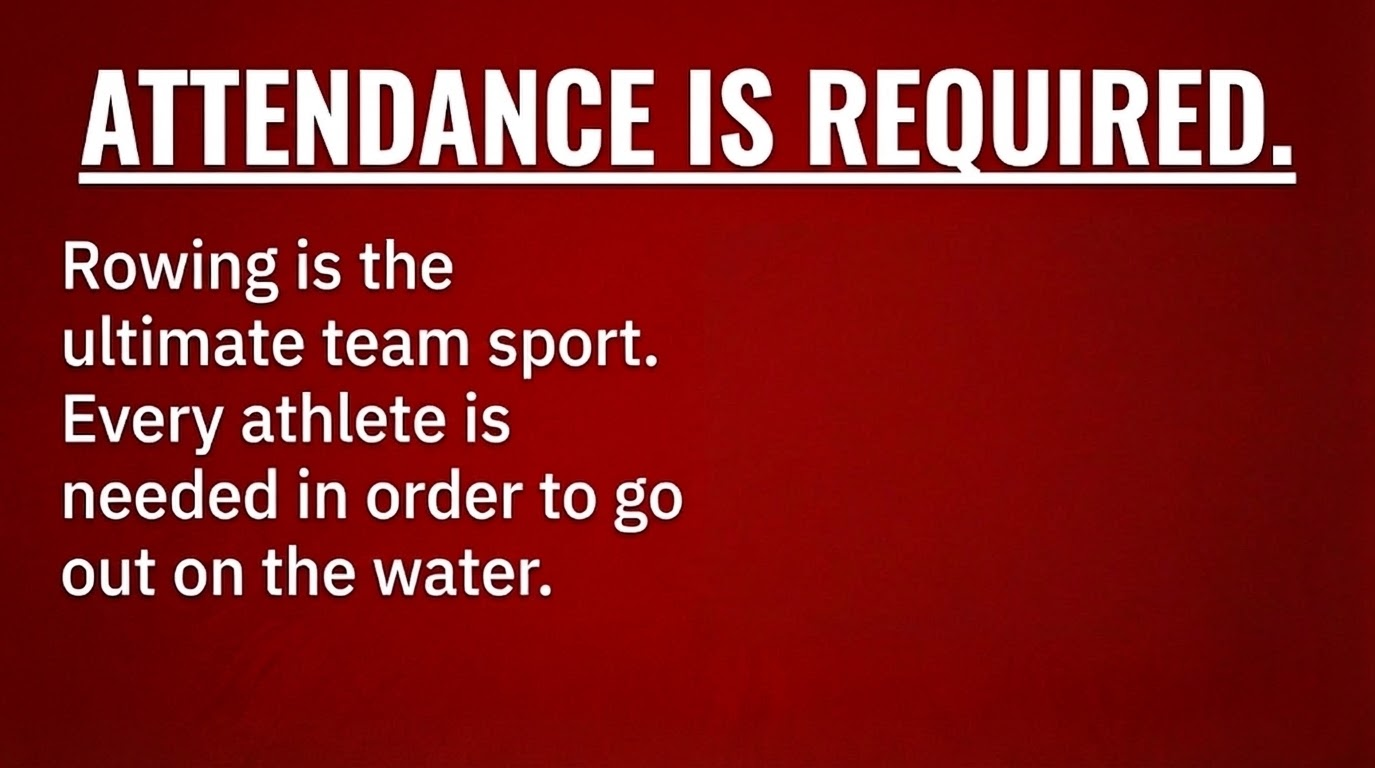 ATTENDANCE IS REQUIRED.
Rowing is the
ultimate team sport.
Every athlete is
needed in order to go
out on the water.